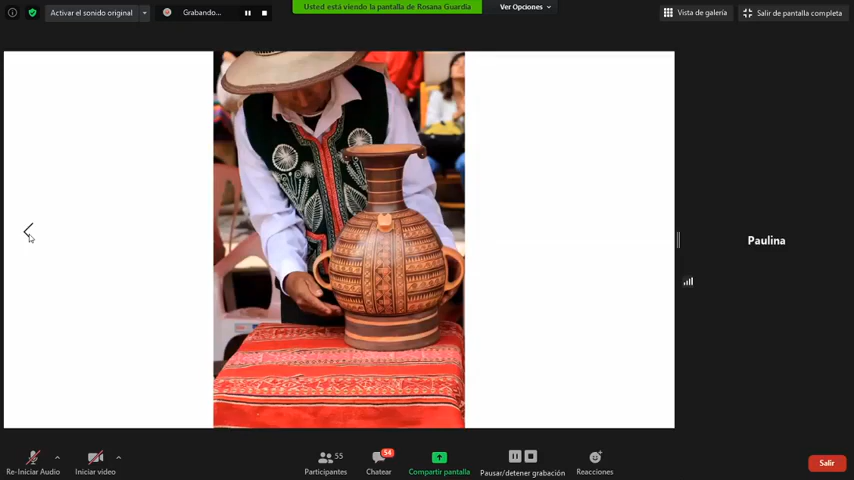 Activar el sonido original
Grabando...
Usted está viendo la pantalla de Rosana Guardia
Ver Opciones
Vista de galería
Salir de pantalla completa
Paulina
Re-Iniciar Audio
Iniciar video
55
Participantes
54
Chatear
Compartir pantalla
Pausar/detener grabación
Reacciones
Salir